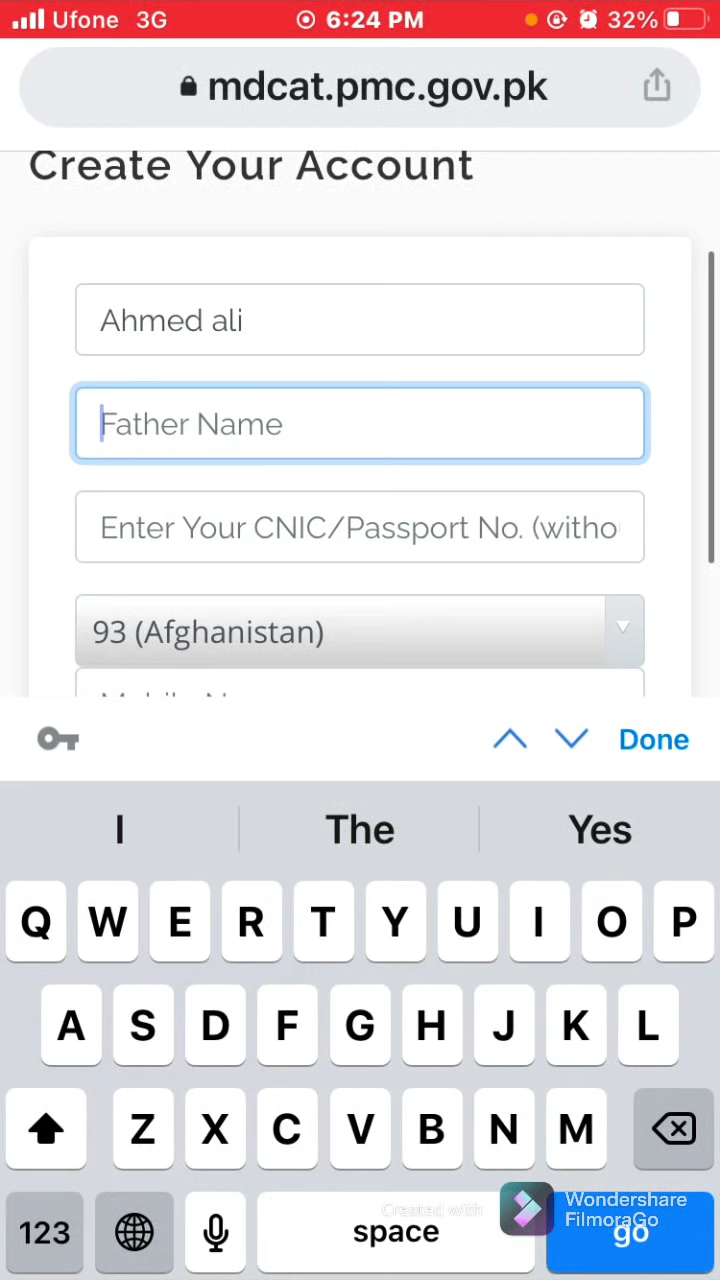 Ufone 3G 6:24 PM 32%
mdcat.pmc.gov.pk
Create Your Account
Ahmed ali
Father Name
Enter Your CNIC/Passport No. (witho
93 (Afghanistan)
Done
I The Yes
Q W E R T Y U I O P
A S D F G H J K L
Z X C V B N M
Created with
Wondershare
FilmoraGo
123 space go